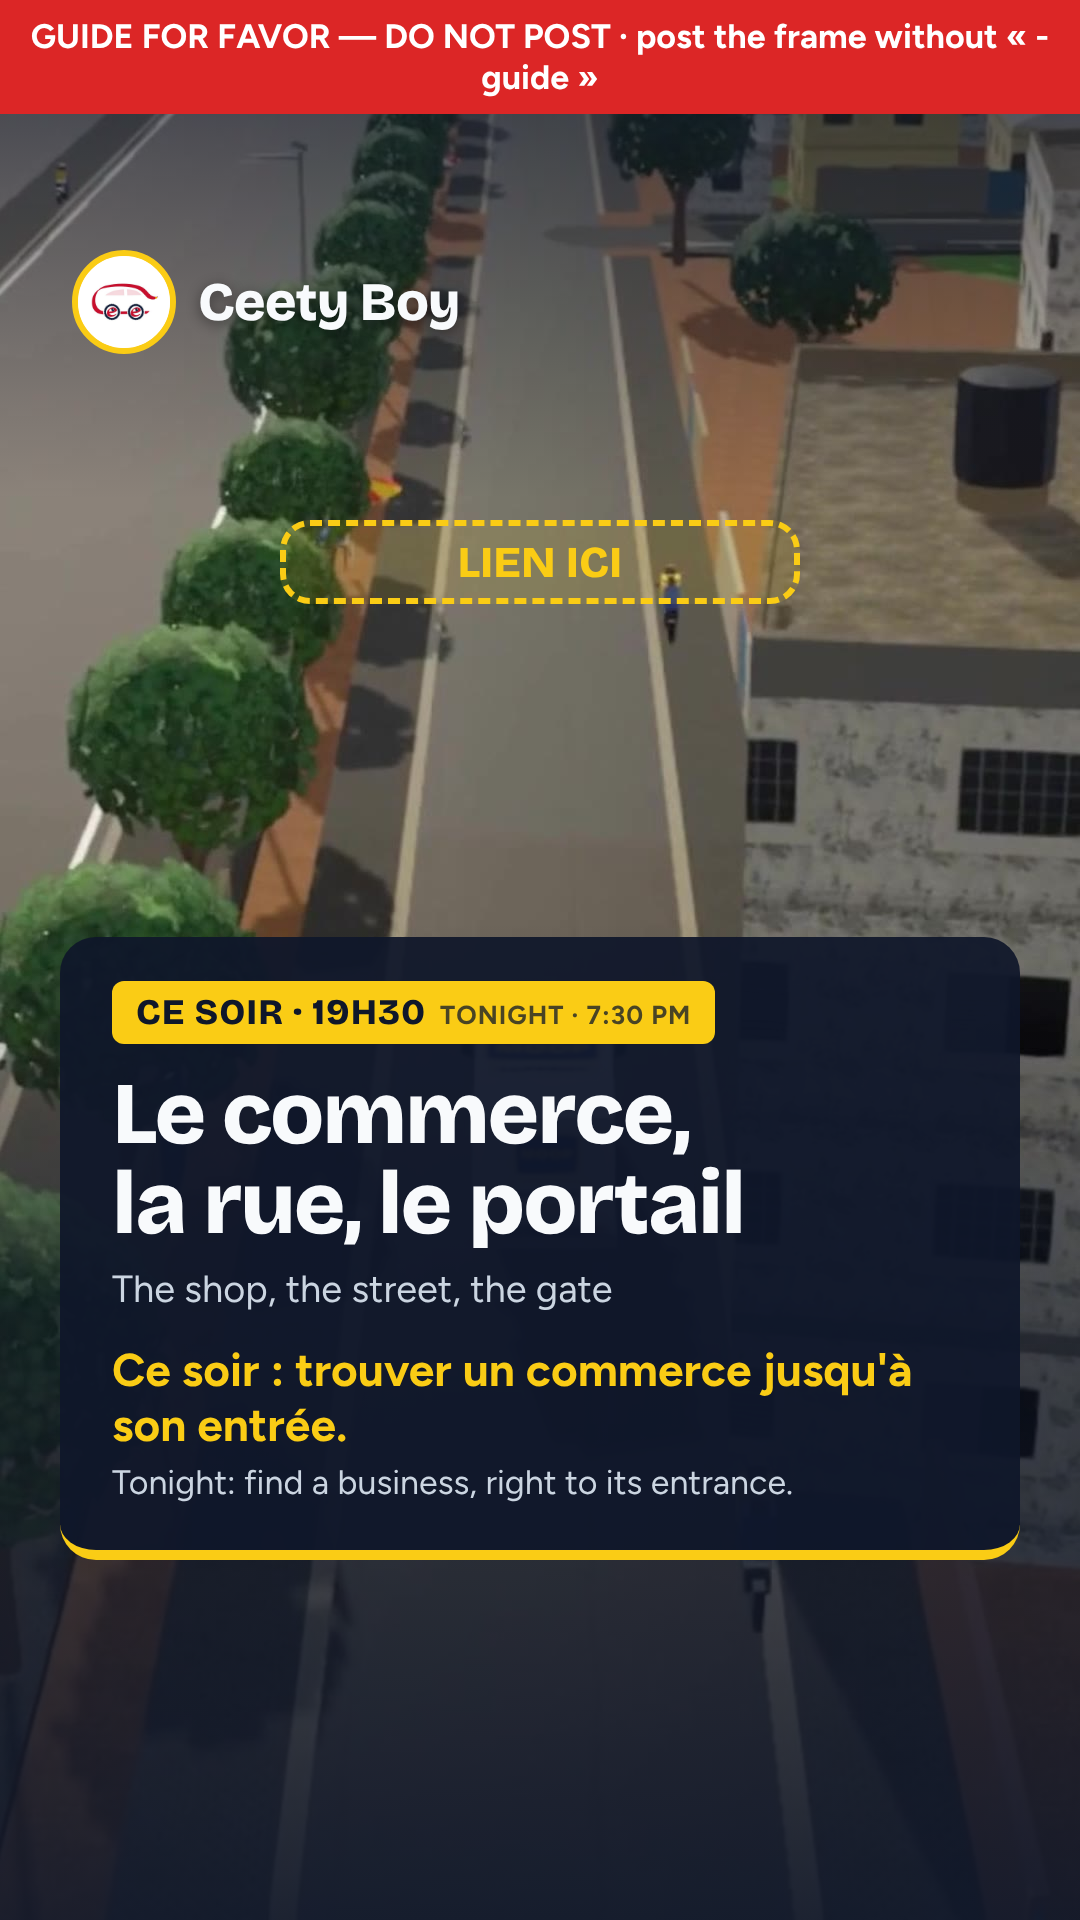 GUIDE FOR FAVOR — DO NOT POST · post the frame without « -
guide »
Ceety Boy
LIEN ICI
CE SOIR · 19H30 TONIGHT · 7:30 PM
Le commerce,
la rue, le portail
The shop, the street, the gate
Ce soir : trouver un commerce jusqu'à
son entrée.
Tonight: find a business, right to its entrance.